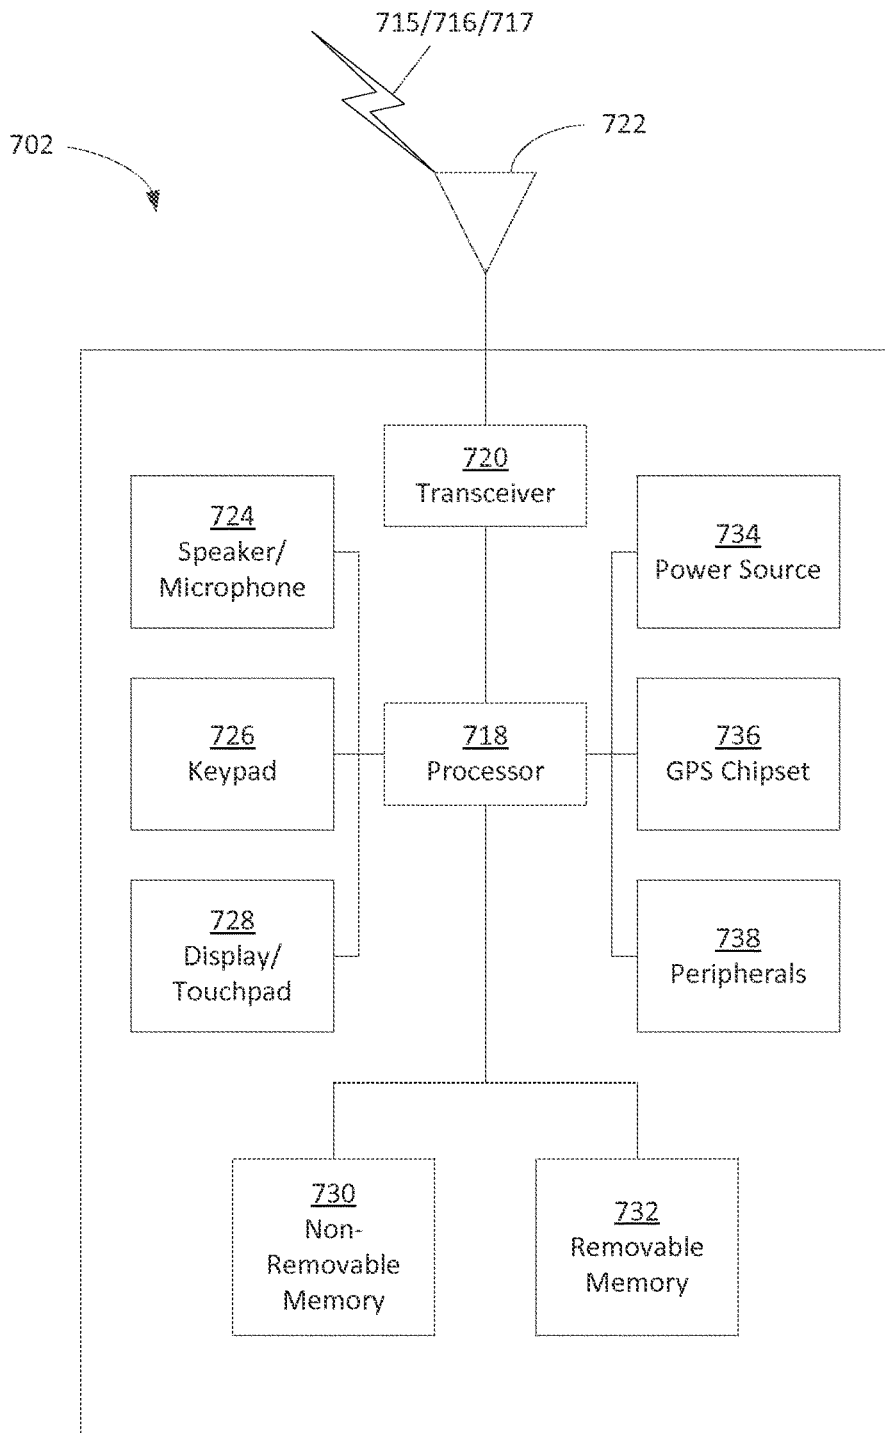 715/716/717
722
702
720
Transceiver
724
Speaker/
Microphone
734
Power Source
726
Keypad
718
Processor
736
GPS Chipset
728
Display/
Touchpad
738
Peripherals
730
Non-
Removable
Memory
732
Removable
Memory